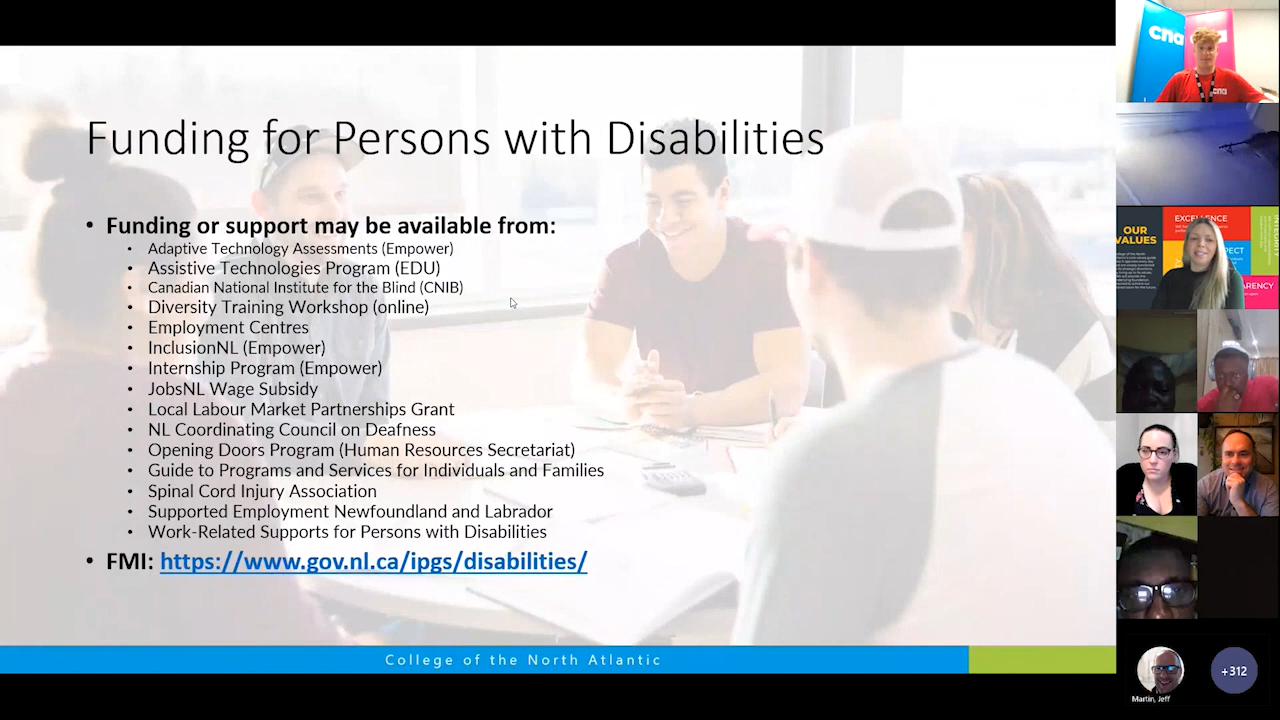 Funding for Persons with Disabilities
• Funding or support may be available from:
• Adaptive Technology Assessments (Empower)
• Assistive Technologies Program (EDU)
• Canadian National Institute for the Blind (CNIB)
• Diversity Training Workshop (online)
• Employment Centres
• InclusionNL (Empower)
• Internship Program (Empower)
• JobsNL Wage Subsidy
• Local Labour Market Partnerships Grant
• NL Coordinating Council on Deafness
• Opening Doors Program (Human Resources Secretariat)
• Guide to Programs and Services for Individuals and Families
• Spinal Cord Injury Association
• Supported Employment Newfoundland and Labrador
• Work-Related Supports for Persons with Disabilities
• FMI: https://www.gov.nl.ca/ipgs/disabilities/
College of the North Atlantic
cna
cna
OUR
VALUES
Martin, Jeff
+312